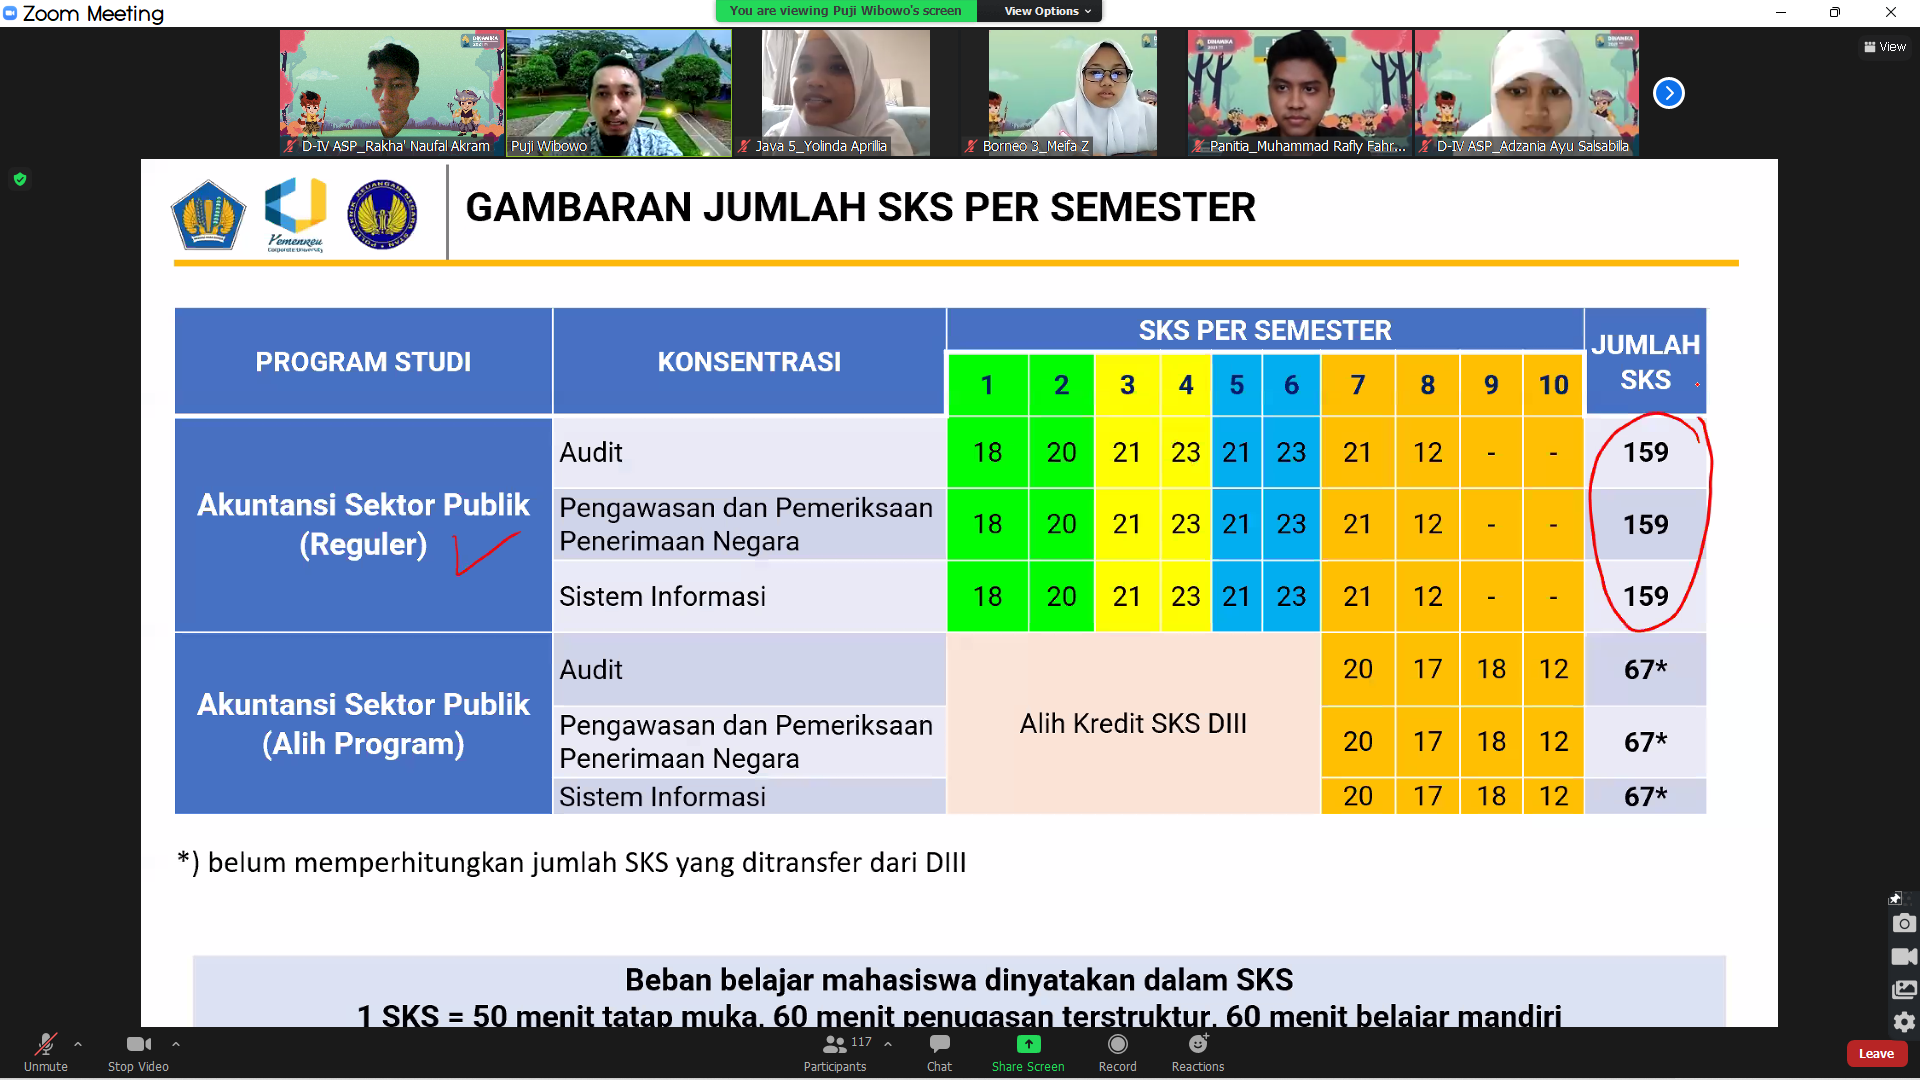 Zoom Meeting
You are viewing Puji Wibowo's screen
View Options
View
D-IV ASP_Rakha' Naufal Akram
Puji Wibowo
Java 5_Yolinda Aprillia
Borneo 3_Meifa Z
Panitia_Muhammad Rafly Fahr...
D-IV ASP_Adzania Ayu Salsabilla
Kemenkeu
Corporate University
GAMBARAN JUMLAH SKS PER SEMESTER
PROGRAM STUDI KONSENTRASI SKS PER SEMESTER JUMLAH SKS
1 2 3 4 5 6 7 8 9 10
Akuntansi Sektor Publik
(Reguler)
Audit 18 20 21 23 21 23 21 12 - - 159
Pengawasan dan Pemeriksaan
Penerimaan Negara 18 20 21 23 21 23 21 12 - - 159
Sistem Informasi 18 20 21 23 21 23 21 12 - - 159
Akuntansi Sektor Publik
(Alih Program)
Alih Kredit SKS DIII
Audit 20 17 18 12 67*
Pengawasan dan Pemeriksaan
Penerimaan Negara 20 17 18 12 67*
Sistem Informasi 20 17 18 12 67*
*) belum memperhitungkan jumlah SKS yang ditransfer dari DIII
Beban belajar mahasiswa dinyatakan dalam SKS
1 SKS = 50 menit tatap muka, 60 menit penugasan terstruktur, 60 menit belajar mandiri
Unmute
Stop Video
117
Participants
Chat
Share Screen
Record
Reactions
Leave